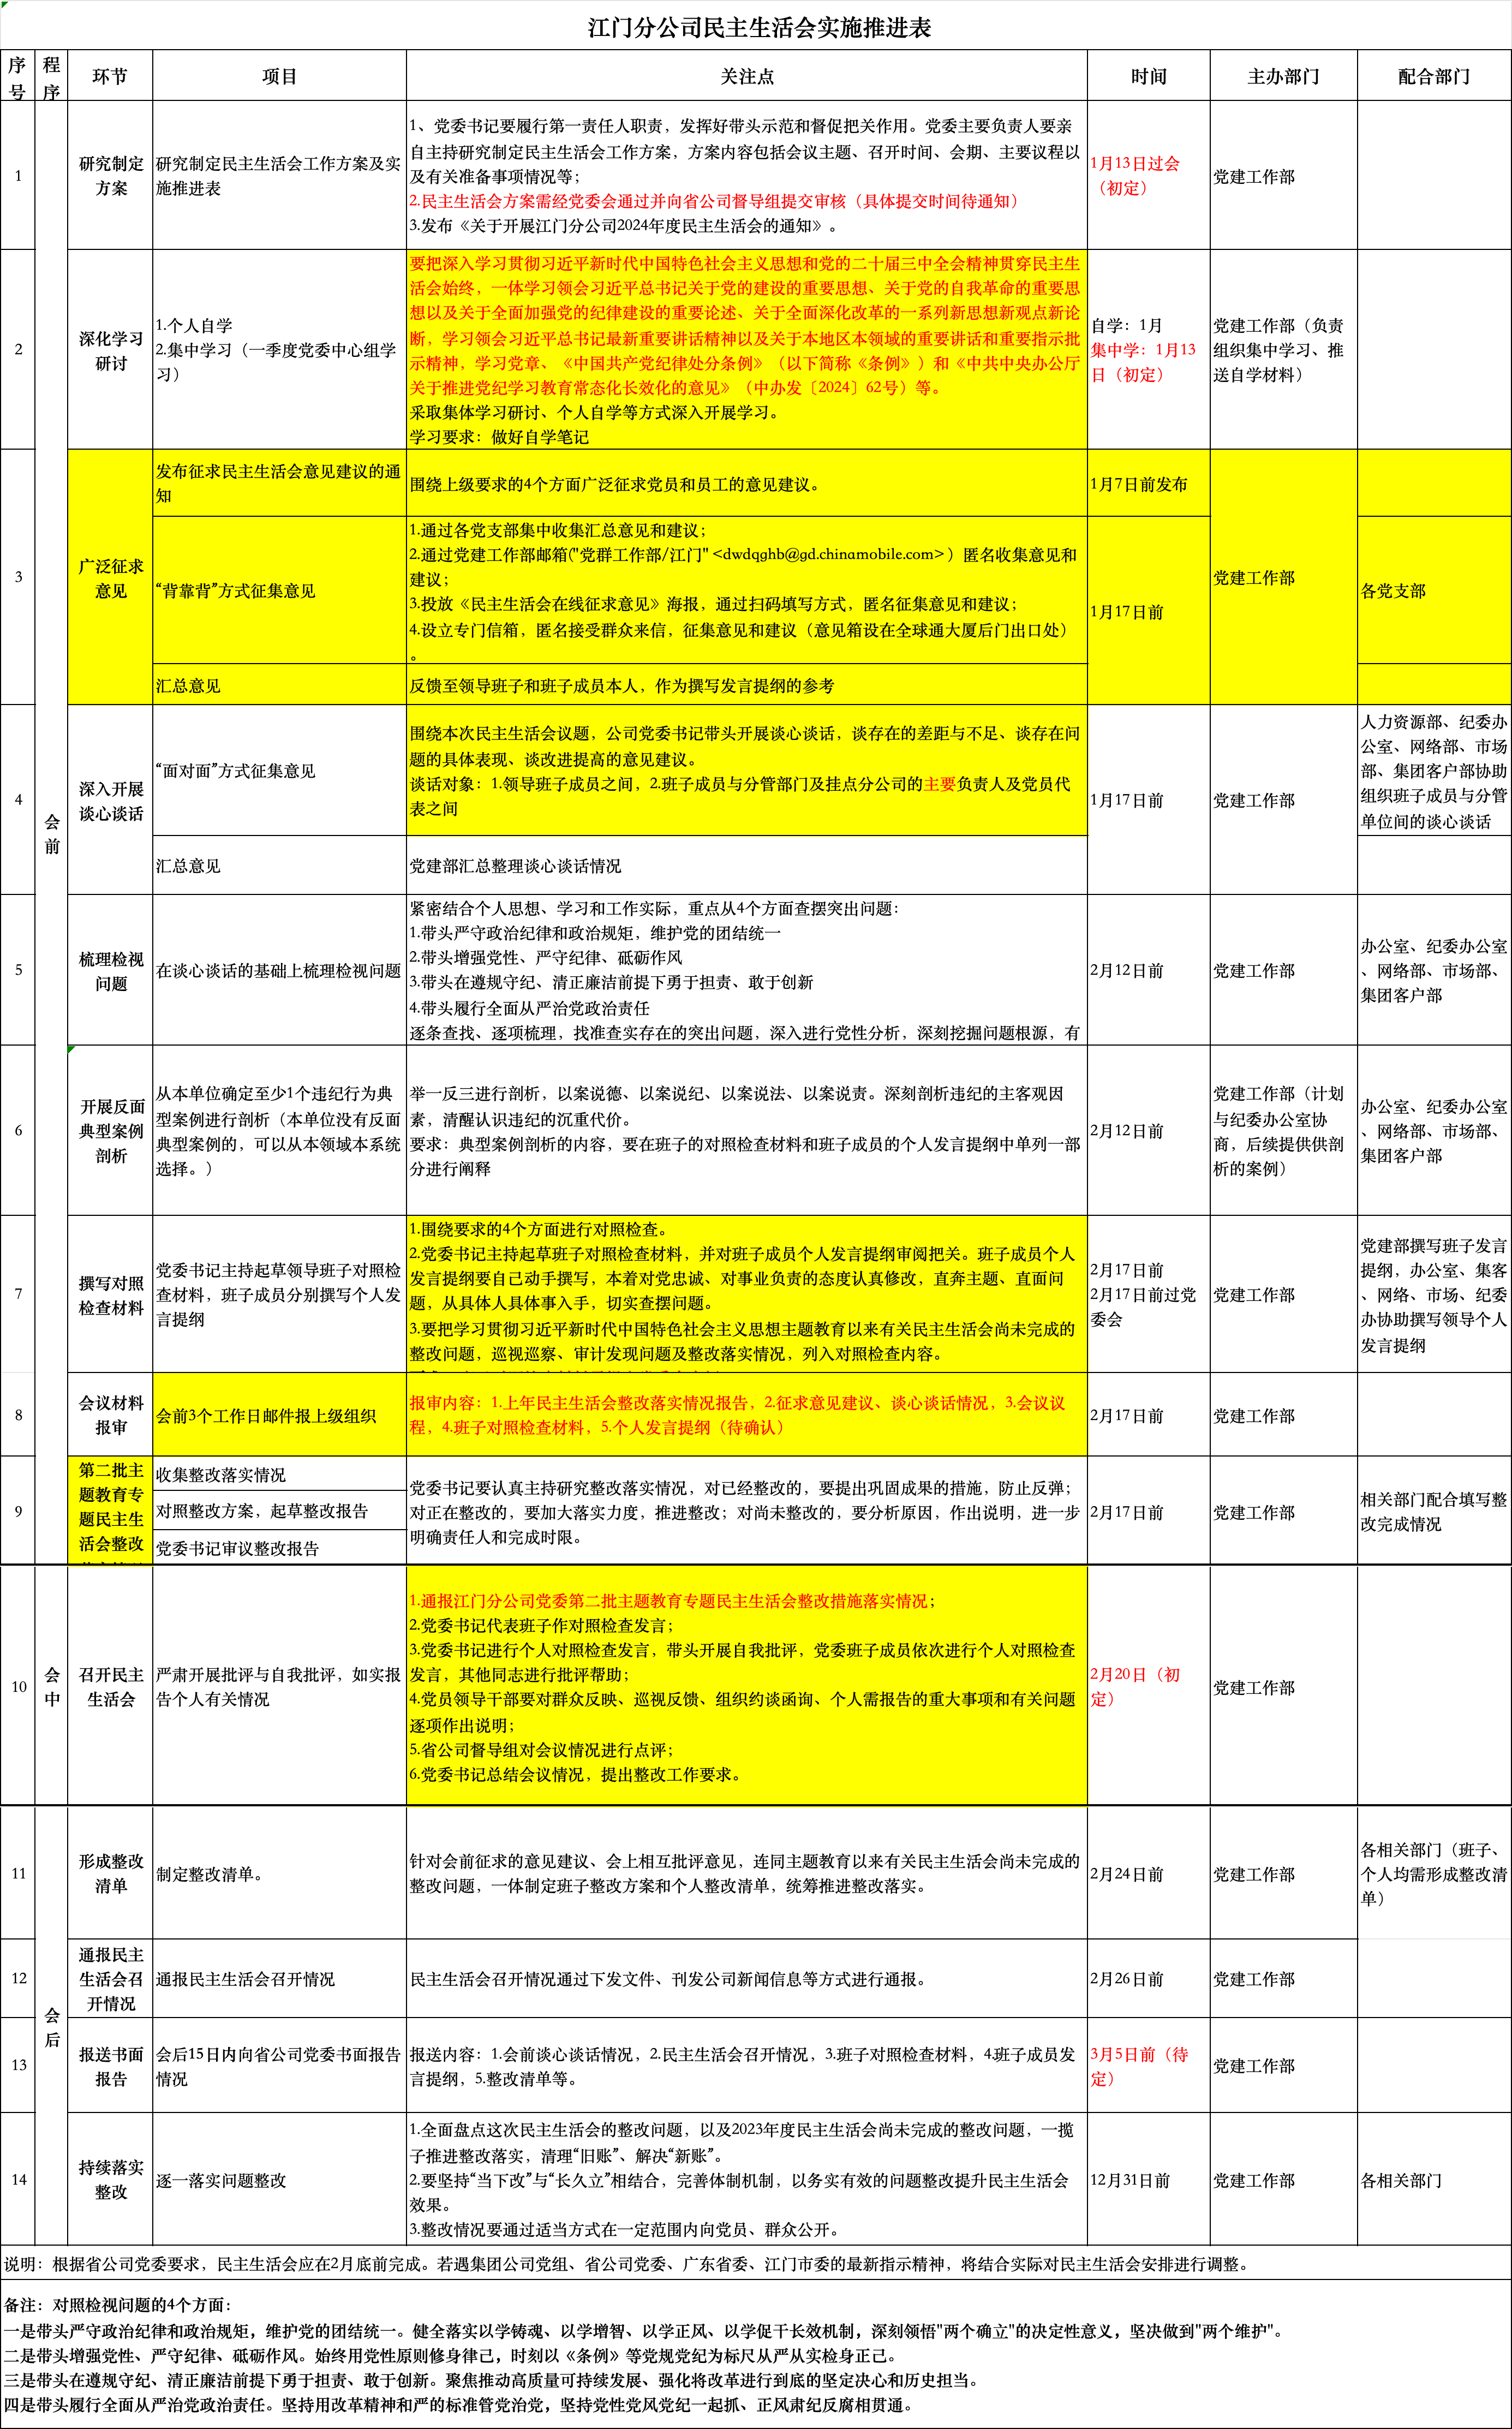 江门分公司民主生活会实施推进表
序号
程序
环节
项目
关注点
时间
主办部门
配合部门
会前
1
研究制定
方案
研究制定民主生活会工作方案及实
施推进表
1、党委书记要履行第一责任人职责，发挥好带头示范和督促把关作用。党委主要负责人要亲
自主持研究制定民主生活会工作方案，方案内容包括会议主题、召开时间、会期、主要议程以
及有关准备事项情况等；
2.民主生活会方案需经党委会通过并向省公司督导组提交审核（具体提交时间待通知）
3.发布《关于开展江门分公司2024年度民主生活会的通知》。
1月13日过会
（初定）
党建工作部
2
深化学习
研讨
1.个人自学
2.集中学习（一季度党委中心组学
习）
要把深入学习贯彻习近平新时代中国特色社会主义思想和党的二十届三中全会精神贯穿民主生
活会始终，一体学习领会习近平总书记关于党的建设的重要思想、关于党的自我革命的重要思
想以及关于全面加强党的纪律建设的重要论述、关于全面深化改革的一系列新思想新观点新论
断，学习领会习近平总书记最新重要讲话精神以及关于本地区本领域的重要讲话和重要指示批
示精神，学习党章、《中国共产党纪律处分条例》（以下简称《条例》）和《中共中央办公厅
关于推进党纪学习教育常态化长效化的意见》（中办发〔2024〕62号）等。
采取集体学习研讨、个人自学等方式深入开展学习。
学习要求：做好自学笔记
自学：1月
集中学：1月13
日（初定）
党建工作部（负责
组织集中学习、推
送自学材料）
3
广泛征求
意见
发布征求民主生活会意见建议的通
知
围绕上级要求的4个方面广泛征求党员和员工的意见建议。
1月7日前发布
党建工作部
“背靠背”方式征集意见
1.通过各党支部集中收集汇总意见和建议；
2.通过党建工作部邮箱("党群工作部/江门" <dwdqghb@gd.chinamobile.com>）匿名收集意见和
建议；
3.投放《民主生活会在线征求意见》海报，通过扫码填写方式，匿名征集意见和建议；
4.设立专门信箱，匿名接受群众来信，征集意见和建议（意见箱设在全球通大厦后门出口处）
。
1月17日前
各党支部
汇总意见
反馈至领导班子和班子成员本人，作为撰写发言提纲的参考
4
深入开展
谈心谈话
“面对面”方式征集意见
围绕本次民主生活会议题，公司党委书记带头开展谈心谈话，谈存在的差距与不足、谈存在问
题的具体表现、谈改进提高的意见建议。
谈话对象：1.领导班子成员之间，2.班子成员与分管部门及挂点分公司的主要负责人及党员代
表之间
1月17日前
党建工作部
人力资源部、纪委办
公室、网络部、市场
部、集团客户部协助
组织班子成员与分管
单位间的谈心谈话
汇总意见
党建部汇总整理谈心谈话情况
5
梳理检视
问题
在谈心谈话的基础上梳理检视问题
紧密结合个人思想、学习和工作实际，重点从4个方面查摆突出问题：
1.带头严守政治纪律和政治规矩，维护党的团结统一
2.带头增强党性、严守纪律、砥砺作风
3.带头在遵规守纪、清正廉洁前提下勇于担责、敢于创新
4.带头履行全面从严治党政治责任
逐条查找、逐项梳理，找准查实存在的突出问题，深入进行党性分析，深刻挖掘问题根源，有
2月12日前
党建工作部
办公室、纪委办公室
、网络部、市场部、
集团客户部
6
开展反面
典型案例
剖析
从本单位确定至少1个违纪行为典
型案例进行剖析（本单位没有反面
典型案例的，可以从本领域本系统
选择。）
举一反三进行剖析，以案说德、以案说纪、以案说法、以案说责。深刻剖析违纪的主客观因
素，清醒认识违纪的沉重代价。
要求：典型案例剖析的内容，要在班子的对照检查材料和班子成员的个人发言提纲中单列一部
分进行阐释
2月12日前
党建工作部（计划
与纪委办公室协
商，后续提供供剖
析的案例）
办公室、纪委办公室
、网络部、市场部、
集团客户部
7
撰写对照
检查材料
党委书记主持起草领导班子对照检
查材料，班子成员分别撰写个人发
言提纲
1.围绕要求的4个方面进行对照检查。
2.党委书记主持起草班子对照检查材料，并对班子成员个人发言提纲审阅把关。班子成员个人
发言提纲要自己动手撰写，本着对党忠诚、对事业负责的态度认真修改，直奔主题、直面问
题，从具体人具体事入手，切实查摆问题。
3.要把学习贯彻习近平新时代中国特色社会主义思想主题教育以来有关民主生活会尚未完成的
整改问题，巡视巡察、审计发现问题及整改落实情况，列入对照检查内容。
2月17日前
2月17日前过党
委会
党建工作部
党建部撰写班子发言
提纲，办公室、集客
、网络、市场、纪委
办协助撰写领导个人
发言提纲
8
会议材料
报审
会前3个工作日邮件报上级组织
报审内容：1.上年民主生活会整改落实情况报告，2.征求意见建议、谈心谈话情况，3.会议议
程，4.班子对照检查材料，5.个人发言提纲（待确认）
2月17日前
党建工作部
9
第二批主
题教育专
题民主生
活会整改
收集整改落实情况
对照整改方案，起草整改报告
党委书记审议整改报告
党委书记要认真主持研究整改落实情况，对已经整改的，要提出巩固成果的措施，防止反弹；
对正在整改的，要加大落实力度，推进整改；对尚未整改的，要分析原因，作出说明，进一步
明确责任人和完成时限。
2月17日前
党建工作部
相关部门配合填写整
改完成情况
10
会中
召开民主
生活会
严肃开展批评与自我批评，如实报
告个人有关情况
1.通报江门分公司党委第二批主题教育专题民主生活会整改措施落实情况；
2.党委书记代表班子作对照检查发言；
3.党委书记进行个人对照检查发言，带头开展自我批评，党委班子成员依次进行个人对照检查
发言，其他同志进行批评帮助；
4.党员领导干部要对群众反映、巡视反馈、组织约谈函询、个人需报告的重大事项和有关问题
逐项作出说明；
5.省公司督导组对会议情况进行点评；
6.党委书记总结会议情况，提出整改工作要求。
2月20日（初
定）
党建工作部
会后
11
形成整改
清单
制定整改清单。
针对会前征求的意见建议、会上相互批评意见，连同主题教育以来有关民主生活会尚未完成的
整改问题，一体制定班子整改方案和个人整改清单，统筹推进整改落实。
2月24日前
党建工作部
各相关部门（班子、
个人均需形成整改清
单）
12
通报民主
生活会召
开情况
通报民主生活会召开情况
民主生活会召开情况通过下发文件、刊发公司新闻信息等方式进行通报。
2月26日前
党建工作部
13
报送书面
报告
会后15日内向省公司党委书面报告
情况
报送内容：1.会前谈心谈话情况，2.民主生活会召开情况，3.班子对照检查材料，4.班子成员发
言提纲，5.整改清单等。
3月5日前（待
定）
党建工作部
14
持续落实
整改
逐一落实问题整改
1.全面盘点这次民主生活会的整改问题，以及2023年度民主生活会尚未完成的整改问题，一揽
子推进整改落实，清理“旧账”、解决“新账”。
2.要坚持“当下改”与“长久立”相结合，完善体制机制，以务实有效的问题整改提升民主生活会
效果。
3.整改情况要通过适当方式在一定范围内向党员、群众公开。
12月31日前
党建工作部
各相关部门
说明：根据省公司党委要求，民主生活会应在2月底前完成。若遇集团公司党组、省公司党委、广东省委、江门市委的最新指示精神，将结合实际对民主生活会安排进行调整。
备注：对照检视问题的4个方面：
一是带头严守政治纪律和政治规矩，维护党的团结统一。健全落实以学铸魂、以学增智、以学正风、以学促干长效机制，深刻领悟"两个确立"的决定性意义，坚决做到"两个维护"。
二是带头增强党性、严守纪律、砥砺作风。始终用党性原则修身律己，时刻以《条例》等党规党纪为标尺从严从实检身正己。
三是带头在遵规守纪、清正廉洁前提下勇于担责、敢于创新。聚焦推动高质量可持续发展、强化将改革进行到底的坚定决心和历史担当。
四是带头履行全面从严治党政治责任。坚持用改革精神和严的标准管党治党，坚持党性党风党纪一起抓、正风肃纪反腐相贯通。